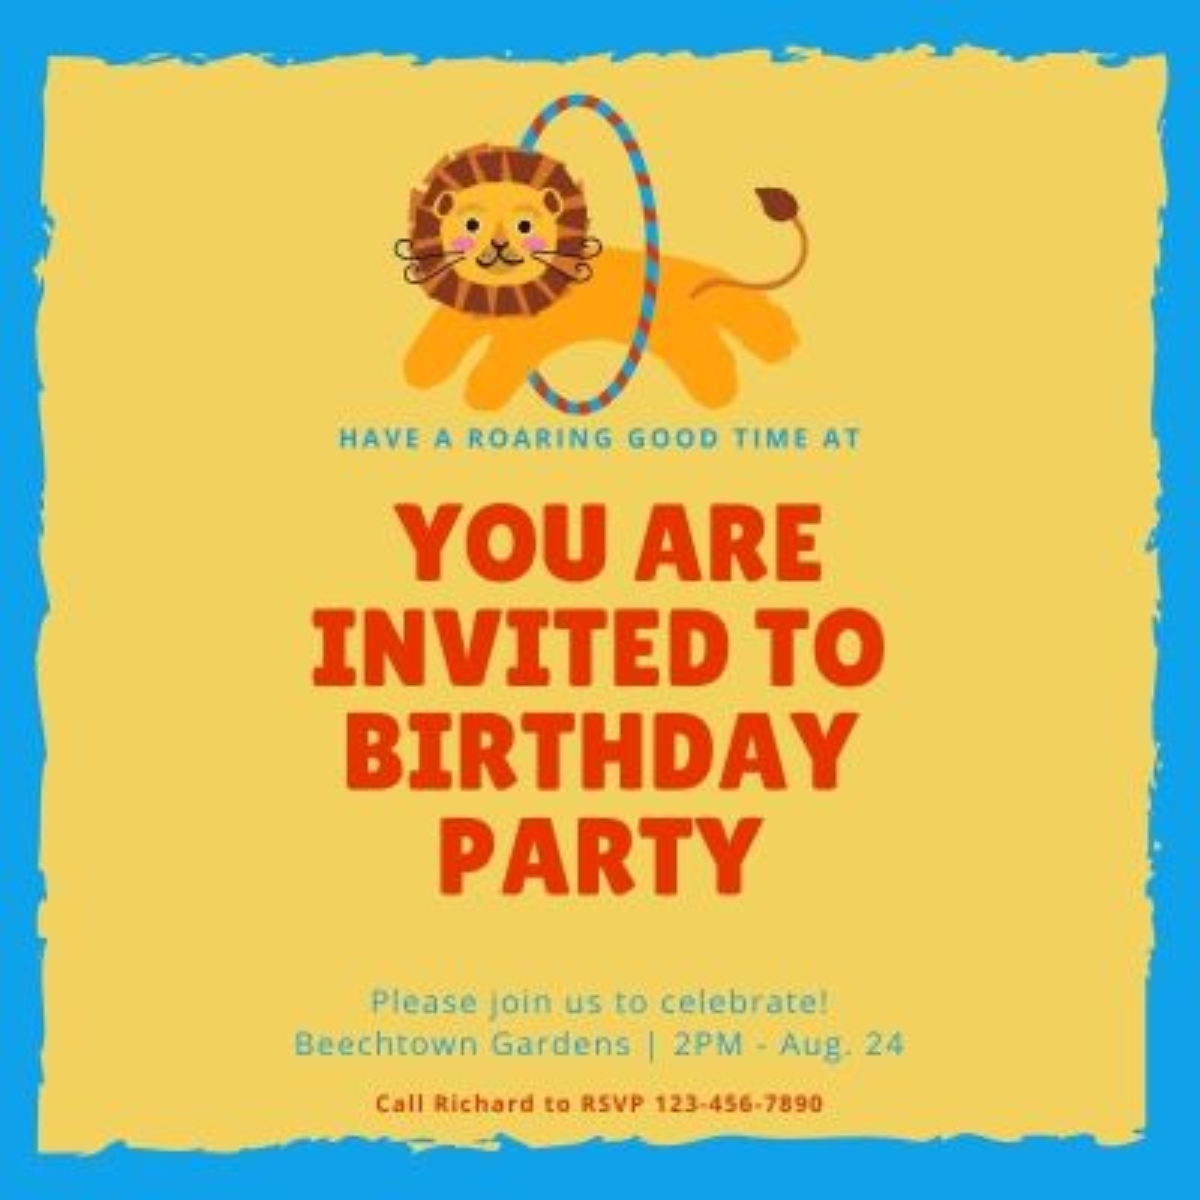 HAVE A ROARING GOOD TIME AT
YOU ARE
INVITED TO
BIRTHDAY
PARTY
Please join us to celebrate!
Beechtown Gardens | 2PM - Aug. 24
Call Richard to RSVP 123-456-7890